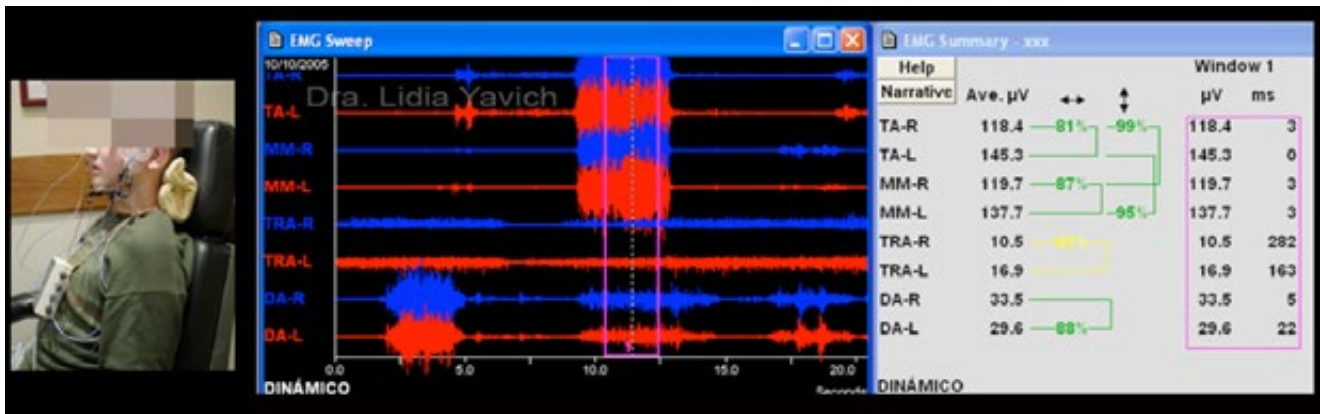 EMG Sweep
10/10/2005
TA-R
Dra. Lidia Yavich
TA-L
MM-R
MM-L
TRA-R
TRA-L
DA-R
DA-L
0.0 5.0 10.0 15.0 20.0
DINÁMICO Seconds
EMG Summary - xxx
Help Window 1
Narrative Ave. µV µV ms
TA-R 118.4 81% 99% 118.4 3
TA-L 145.3 145.3 0
MM-R 119.7 87% 119.7 3
MM-L 137.7 95% 137.7 3
TRA-R 10.5 10.5 282
TRA-L 16.9 16.9 163
DA-R 33.5 33.5 5
DA-L 29.6 88% 29.6 22
DINÁMICO